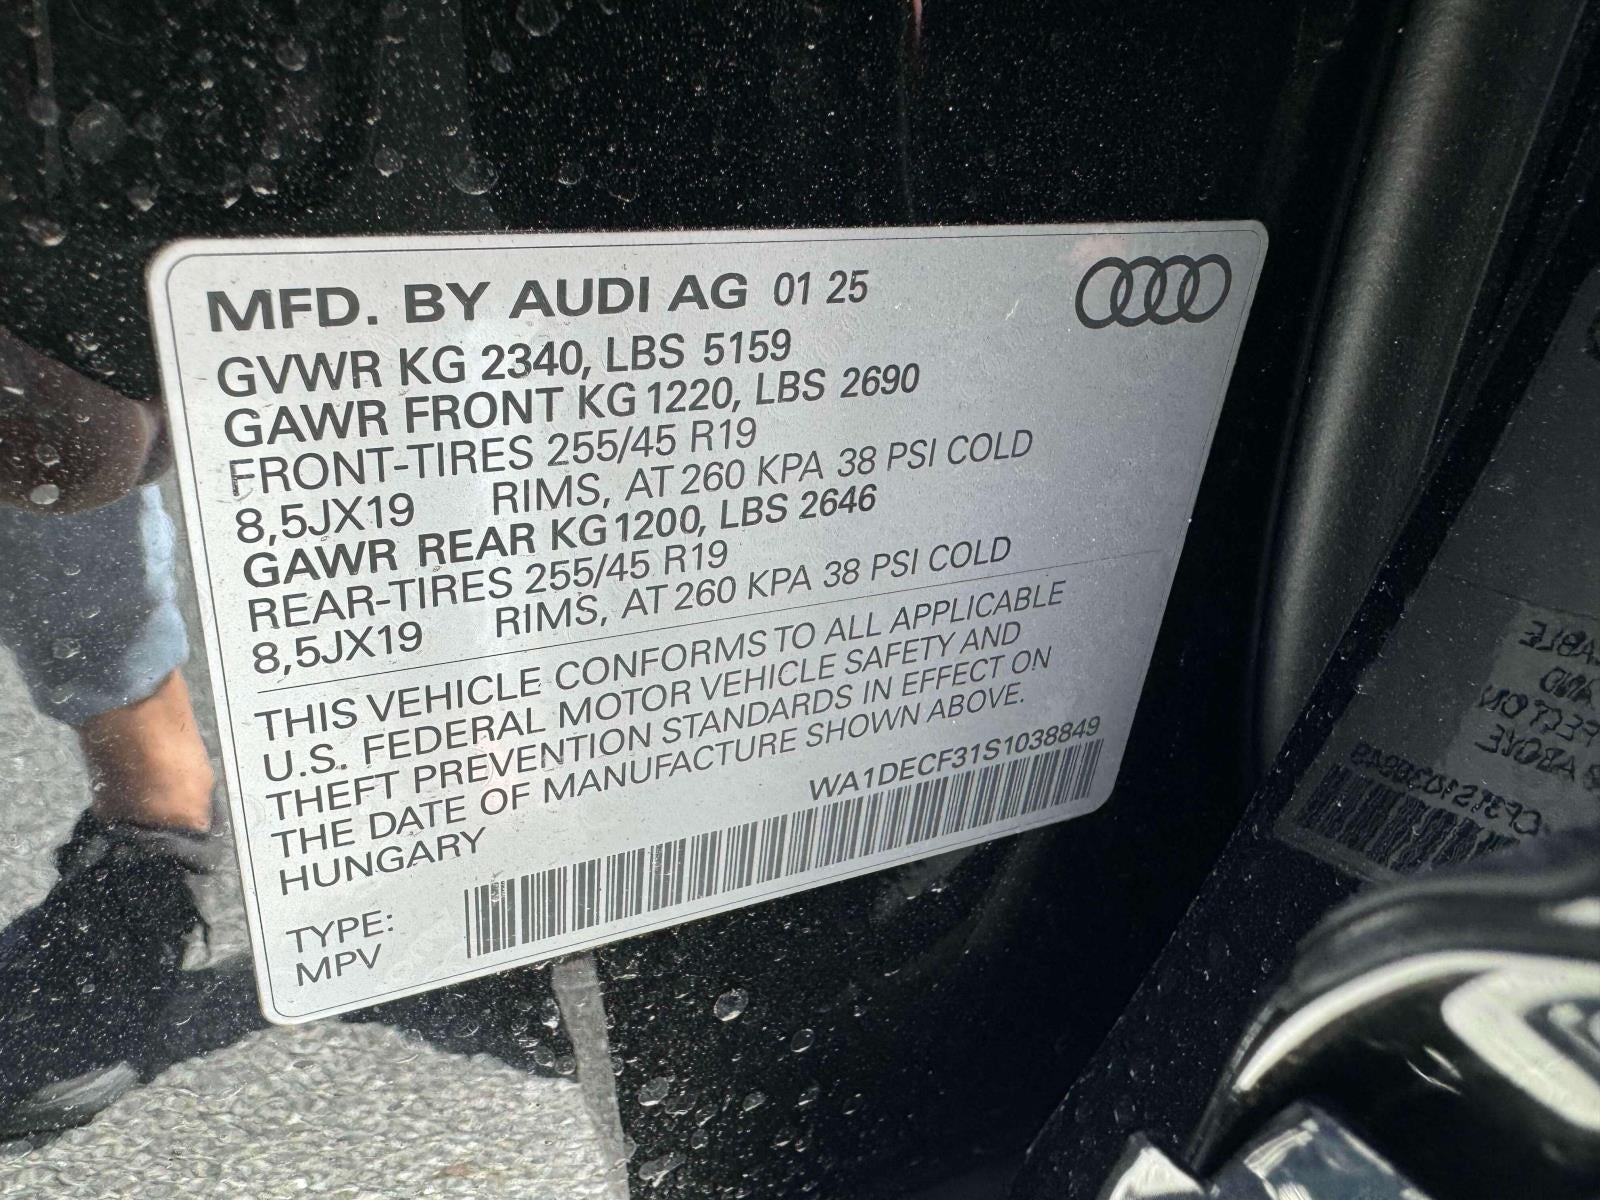 MFD. BY AUDI AG 01 25
GVWR KG 2340, LBS 5159
GAWR FRONT KG 1220, LBS 2690
FRONT-TIRES 255/45 R19
8,5JX19 RIMS, AT 260 KPA 38 PSI COLD
GAWR REAR KG 1200, LBS 2646
REAR-TIRES 255/45 R19
8,5JX19 RIMS, AT 260 KPA 38 PSI COLD
THIS VEHICLE CONFORMS TO ALL APPLICABLE
U.S. FEDERAL MOTOR VEHICLE SAFETY AND
THEFT PREVENTION STANDARDS IN EFFECT ON
THE DATE OF MANUFACTURE SHOWN ABOVE.
HUNGARY
WA1DECF31S1038849
TYPE:
MPV